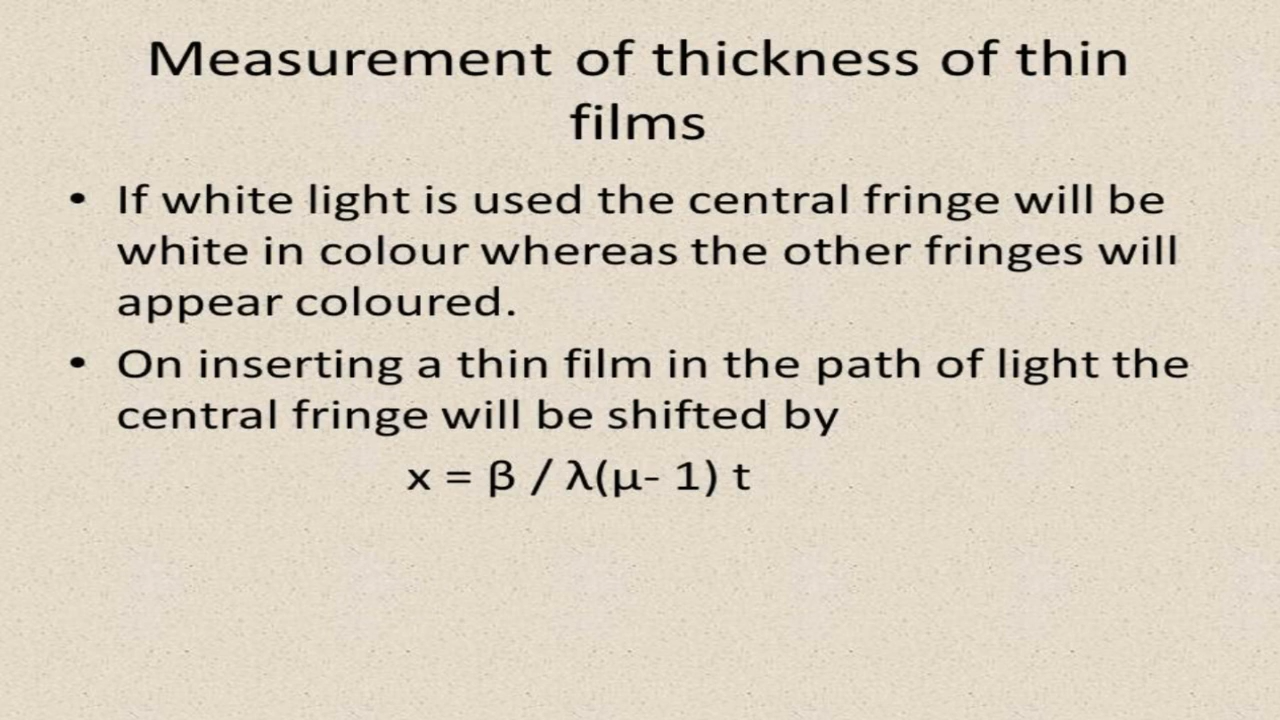 Measurement of thickness of thin
films
• If white light is used the central fringe will be
white in colour whereas the other fringes will
appear coloured.
• On inserting a thin film in the path of light the
central fringe will be shifted by
x = β / λ(μ- 1) t